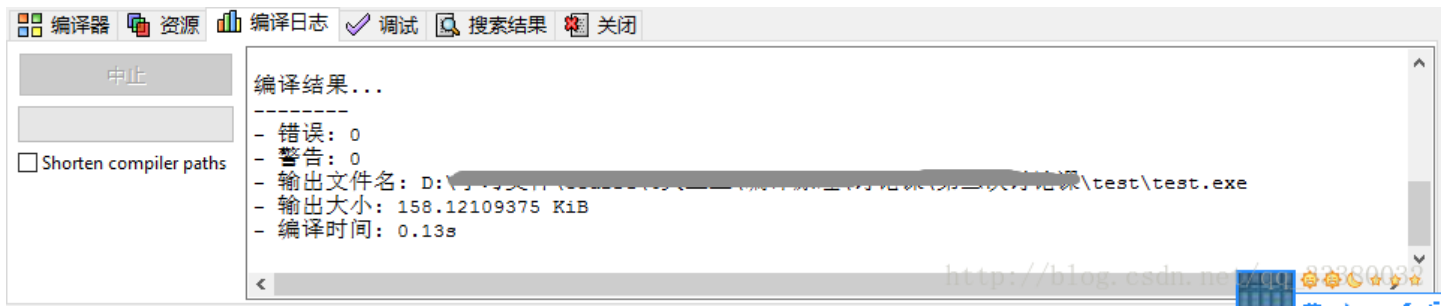 编译器 资源 编译日志 调试 搜索结果 关闭
中止
Shorten compiler paths
编译结果...
--------
- 错误: 0
- 警告: 0
- 输出文件名: D:\ \test\test.exe
- 输出大小: 158.12109375 KiB
- 编译时间: 0.13s
http://blog.csdn.net/qq_32380032